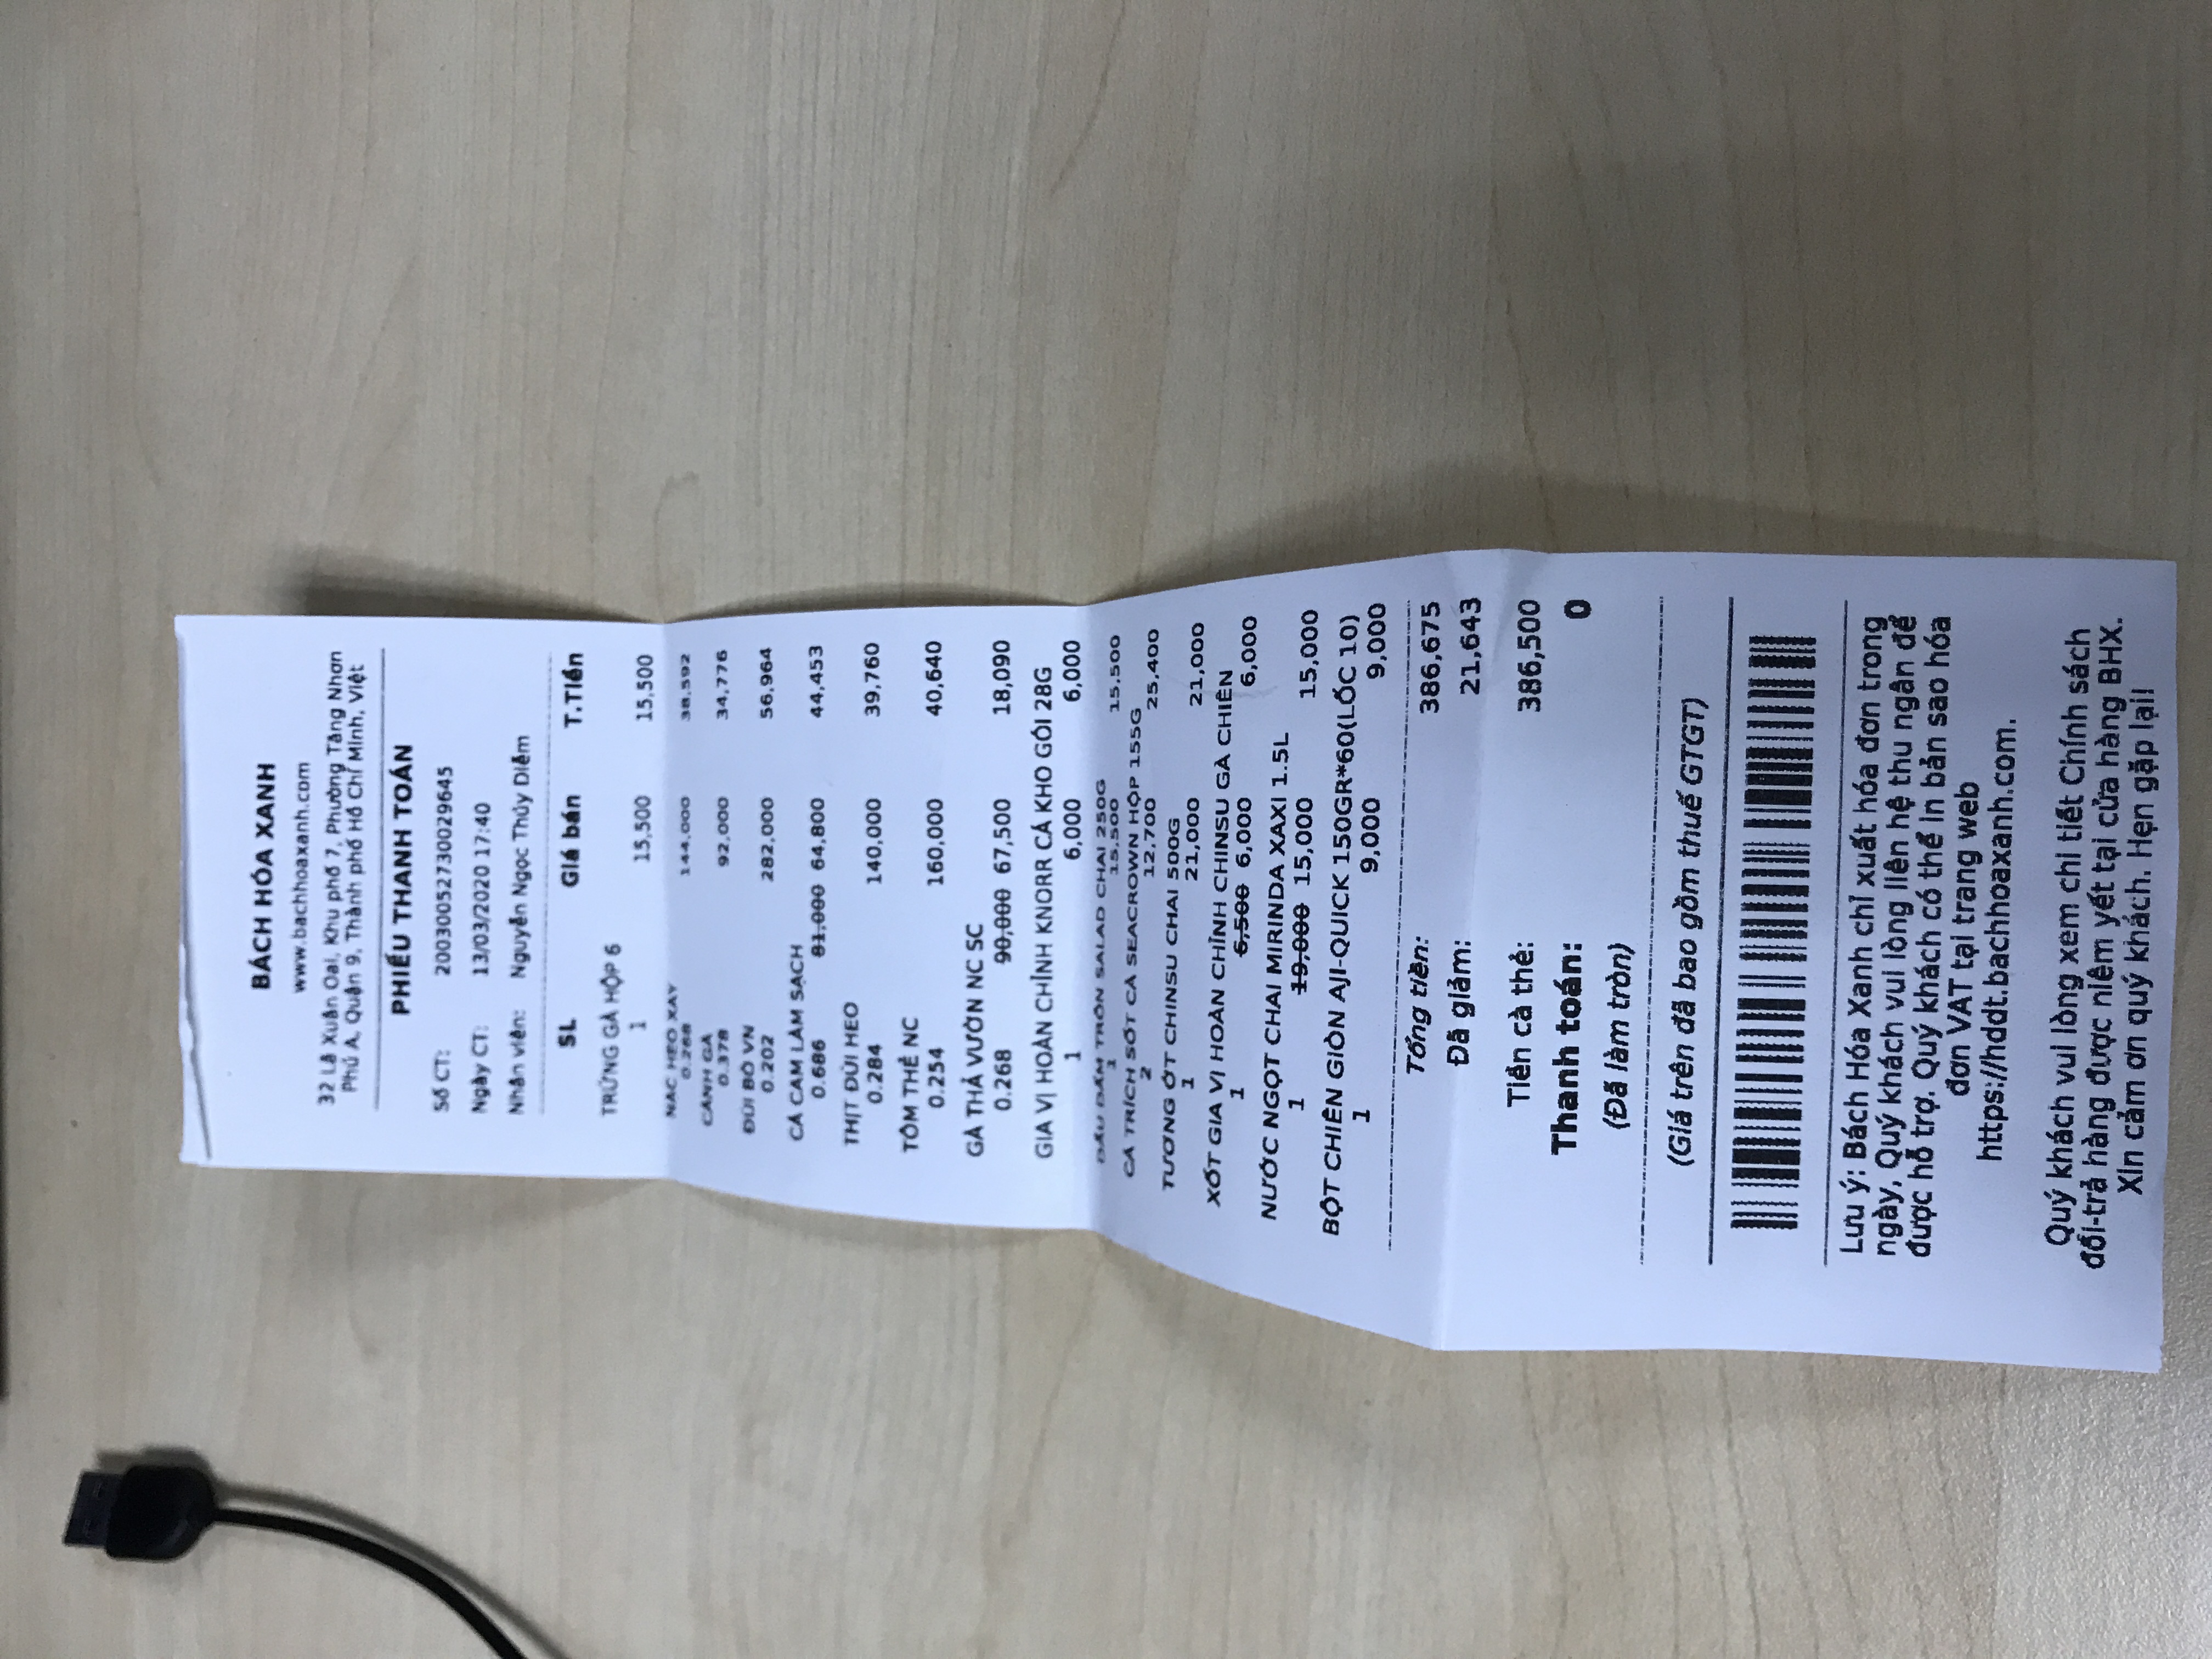 BÁCH HÓA XANH
www.bachhoaxanh.com
32 Lê Xuân Oai, Khu phố 7, Phường Tăng Nhơn
Phú A, Quận 9, Thành phố Hồ Chí Minh, Việt
PHIẾU THANH TOÁN
Số CT: 20030052730029645
Ngày CT: 13/03/2020 17:40
Nhân viên: Nguyễn Ngọc Thúy Diễm
SL Giá bán T.Tiền
TRỨNG GÀ HỘP 6
1 15,500 15,500
NẠC HEO XAY
0.268 144,000 38,592
CÁNH GÀ
0.378 92,000 34,776
ĐÙI BÒ VN
0.202 282,000 56,964
CÁ CAM LÀM SẠCH
0.686 81,000 64,800 44,453
THỊT ĐÙI HEO
0.284 140,000 39,760
TÔM THẺ NC
0.254 160,000 40,640
GÀ THẢ VƯỜN NC SC
0.268 90,000 67,500 18,090
GIA VỊ HOÀN CHỈNH KNORR CÁ KHO GÓI 28G
1 6,000 6,000
DẦU DẤM TRỘN SALAD CHAI 250G
1 15,500 15,500
CÁ TRÍCH SỐT CÀ SEACROWN HỘP 155G
2 12,700 25,400
TƯƠNG ỚT CHINSU CHAI 500G
1 21,000 21,000
XỐT GIA VỊ HOÀN CHỈNH CHINSU GÀ CHIÊN
1 6,500 6,000 6,000
NƯỚC NGỌT CHAI MIRINDA XAXI 1.5L
1 19,000 15,000 15,000
BỘT CHIÊN GIÒN AJI-QUICK 150GR*60(LỐC 10)
1 9,000 9,000
Tổng tiền: 386,675
Đã giảm: 21,643
Tiền cà thẻ: 386,500
Thanh toán: 0
(Đã làm tròn)
(Giá trên đã bao gồm thuế GTGT)
Lưu ý: Bách Hóa Xanh chỉ xuất hóa đơn trong
ngày, Quý khách vui lòng liên hệ thu ngân để
được hỗ trợ. Quý khách có thể in bản sao hóa
đơn VAT tại trang web
https://hddt.bachhoaxanh.com.
Quý khách vui lòng xem chi tiết Chính sách
đổi-trả hàng được niêm yết tại cửa hàng BHX.
Xin cảm ơn quý khách. Hẹn gặp lại!